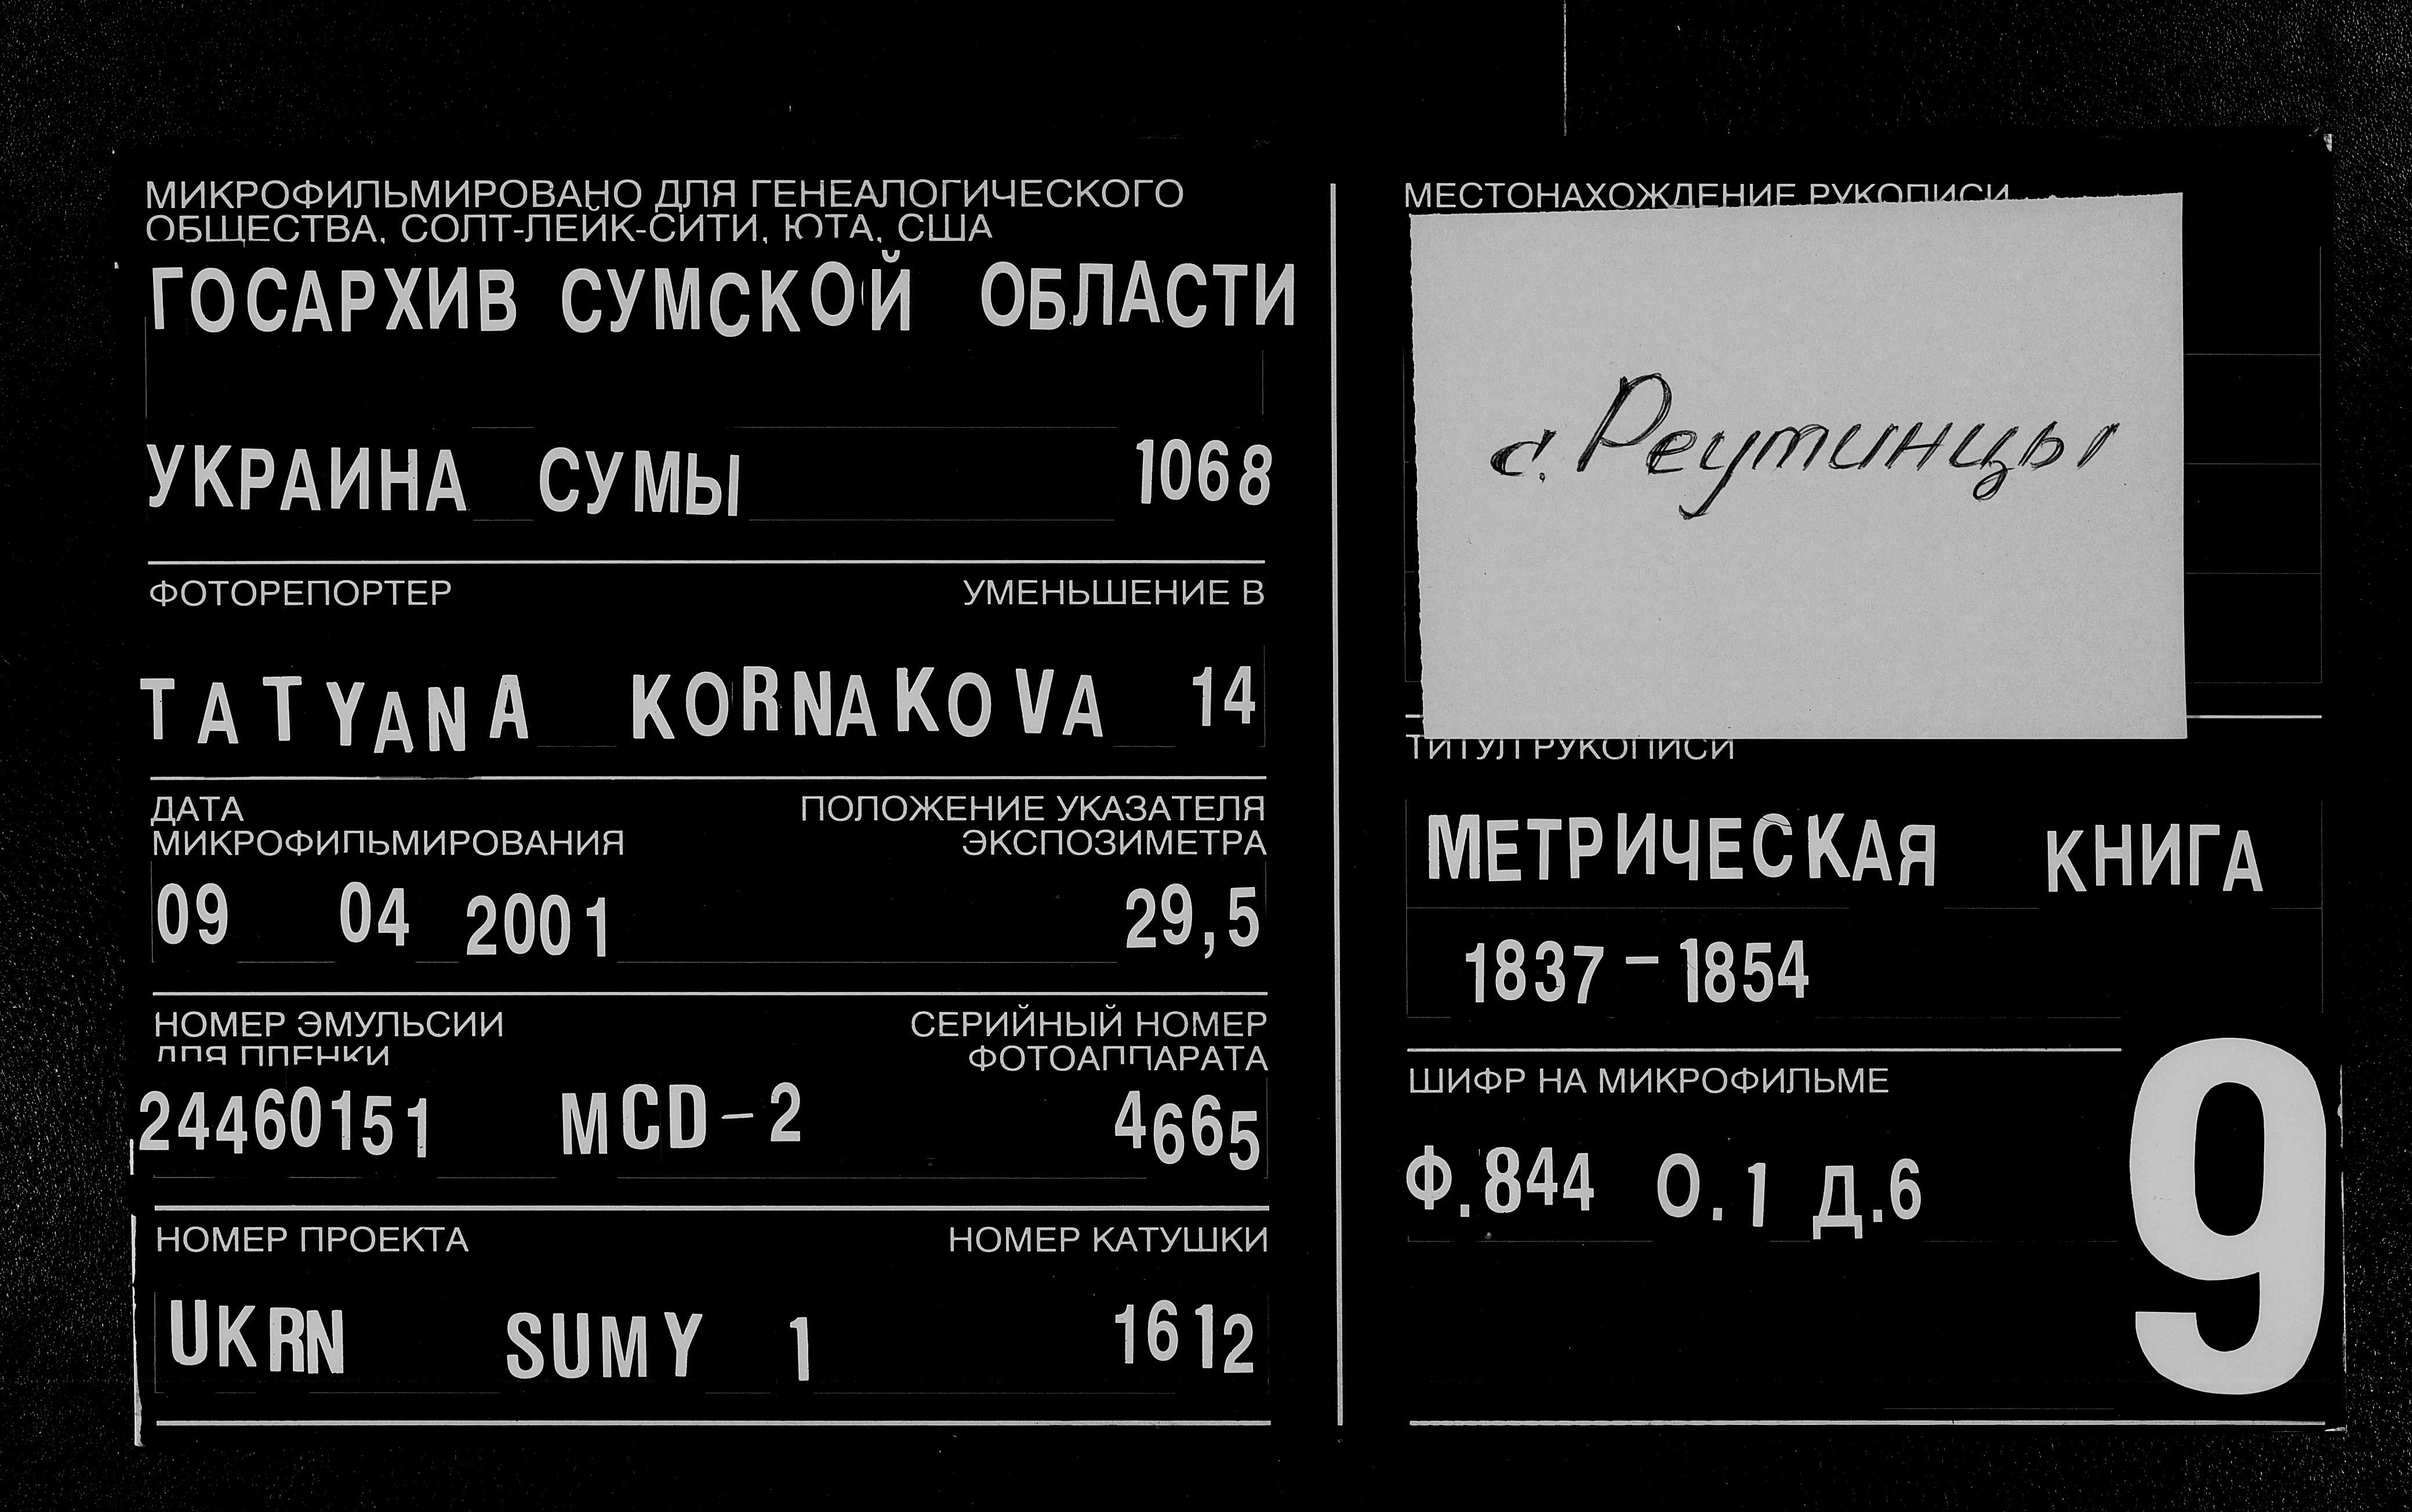 МИКРОФИЛЬМИРОВАНО ДЛЯ ГЕНЕАЛОГИЧЕСКОГО
ОБЩЕСТВА, СОЛТ-ЛЕЙК-СИТИ, ЮТА, США
ГОСАРХИВ СУМСКОЙ ОБЛАСТИ
УКРАИНА СУМЫ 1068
ФОТОРЕПОРТЕР УМЕНЬШЕНИЕ В
TATYANA KORNAKOVA 14
ДАТА ПОЛОЖЕНИЕ УКАЗАТЕЛЯ
МИКРОФИЛЬМИРОВАНИЯ ЭКСПОЗИМЕТРА
09 04 2001 29,5
НОМЕР ЭМУЛЬСИИ СЕРИЙНЫЙ НОМЕР
ДЛЯ ПЛЕНКИ ФОТОАППАРАТА
24460151 MCD-2 4665
НОМЕР ПРОЕКТА НОМЕР КАТУШКИ
UKRN SUMY 1 1612
МЕСТОНАХОЖДЕНИЕ РУКОПИСИ
с. Реутинцы
ТИТУЛ РУКОПИСИ
МЕТРИЧЕСКАЯ КНИГА
1837-1854
ШИФР НА МИКРОФИЛЬМЕ
Ф.844 О.1 Д.6
9